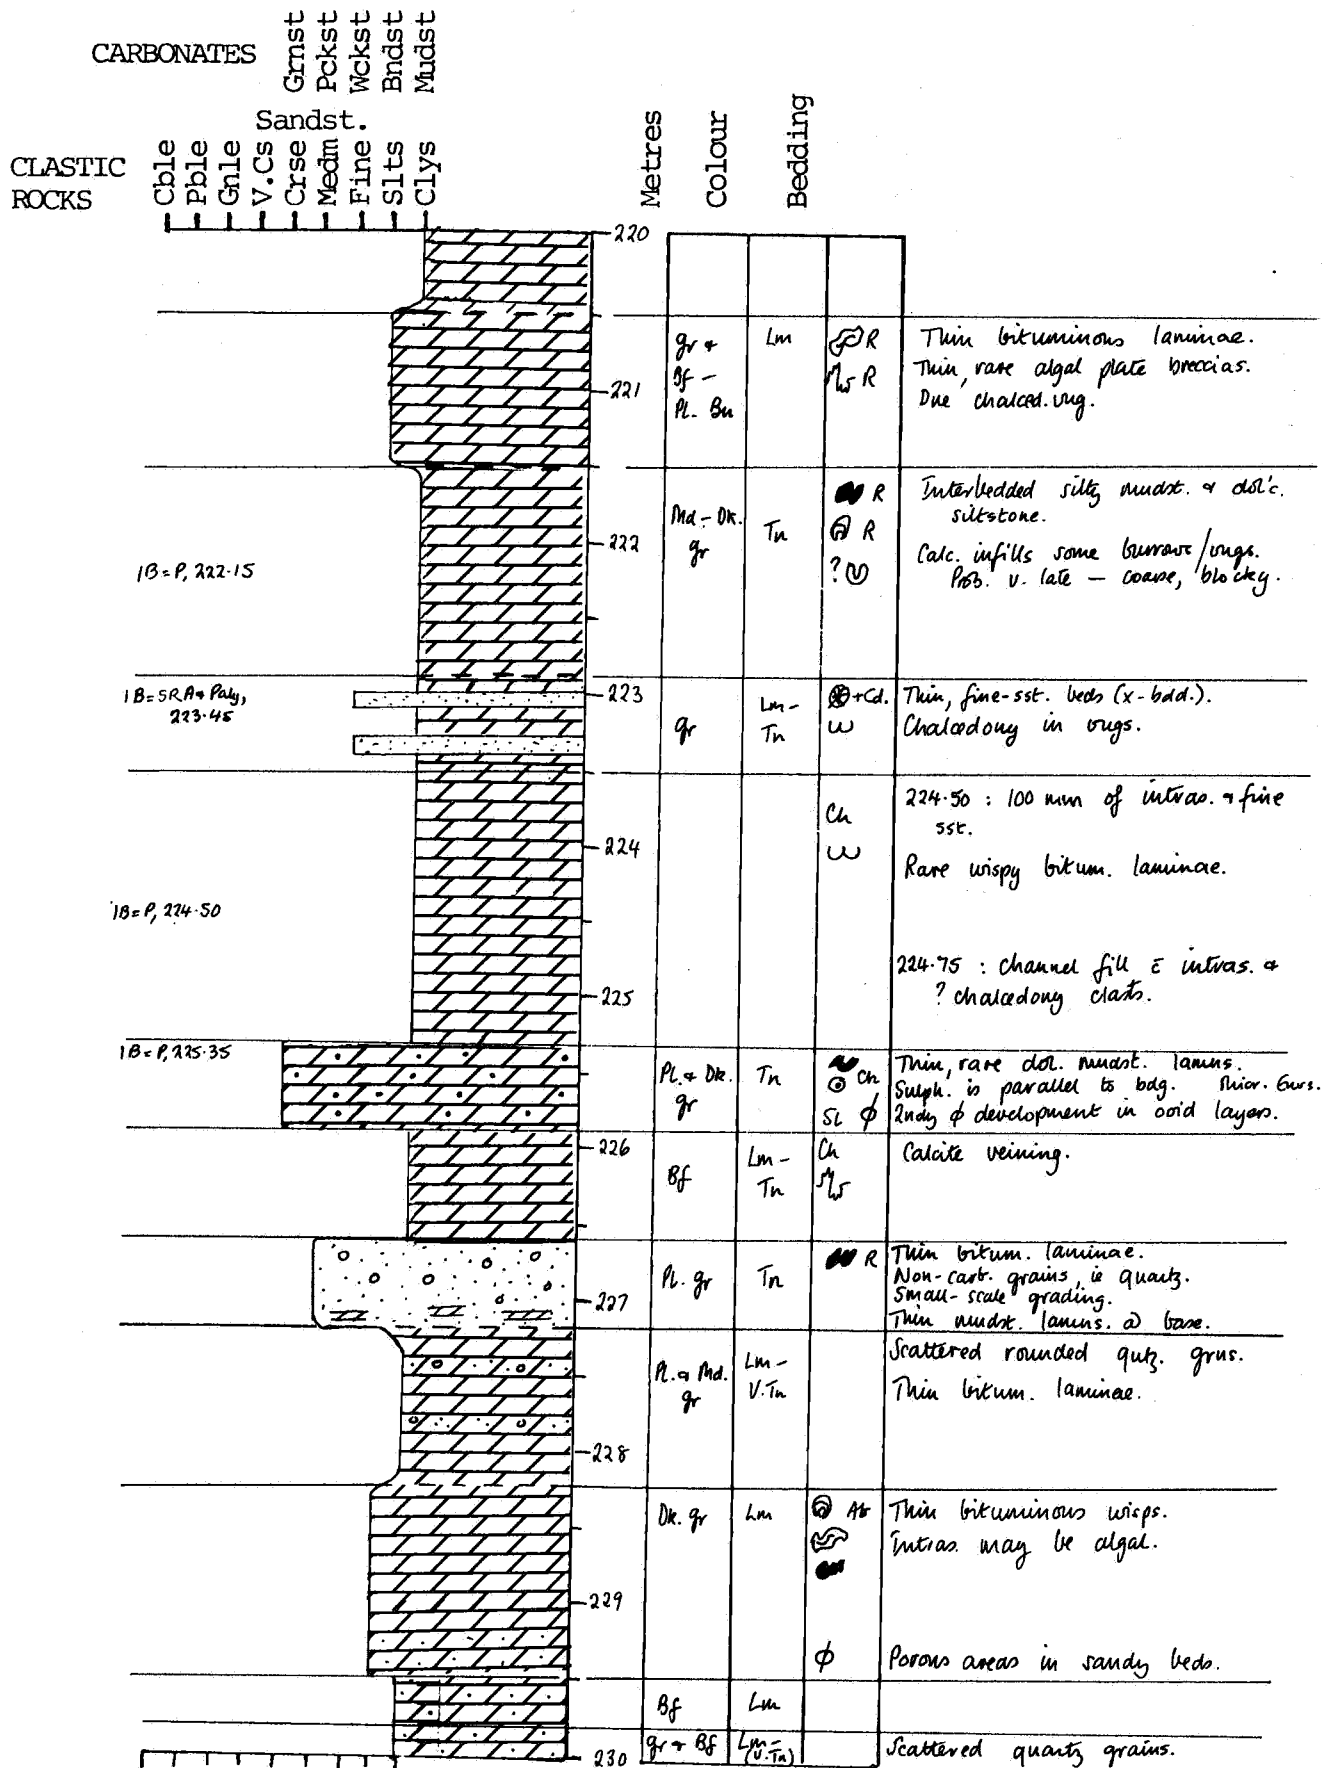 CARBONATES
Grnst
Pckst
Wckst
Bndst
Mudst
Sandst.
CLASTIC
ROCKS
Cble
Pble
Gnle
V.Cs
Crse
Medm
Fine
Slts
Clys
Metres
Colour
Bedding
220
gr & Lm R Thin bituminous laminae.
Bf - R Thin, rare algal plate breccias.
221 Pl. Bn One chalced. vug.
R Interbedded silty mudst. & dol'c.
siltstone.
222 Md - Dk. Tn R
gr
1B=P, 222.15 ? Calc. infills some burrows/vugs.
Prob. v. late - coarse, blocky.
1B=SRA+Paly, 223 +Cd. Thin, fine-sst. beds (x-bdd.).
223.45 gr Lm- Chalcedony in vugs.
Tn
Ch 224.50 : 100 mm of intras. & fine
sst.
224
Rare wispy bitum. laminae.
1B=P, 224.50
224.75 : channel fill c̄ intras. &
225 ? chalcedony clasts.
1B=P, 225.35 Pl. & Dk. Tn Thin, rare dol. mudst. lamns.
gr Ch Sulph. is parallel to bdg.
SL ϕ 2ndy ϕ development in ooid layers.
226 Bf Lm- Ch Calcite veining.
Tn
Pl. gr Tn R Thin bitum. laminae.
Non-carb. grains, ie quartz.
227 Small-scale grading.
Thin mudst. lamns. @ base.
Pl. & Md. Lm- Scattered rounded qutz. grns.
gr V.Tn Thin bitum. laminae.
228
Dk. gr Lm Thin bituminous wisps.
Intras. may be algal.
229
ϕ Porous areas in sandy beds.
Bf Lm
230 gr & Bf Lm- Scattered quartz grains.
(V.Tn)